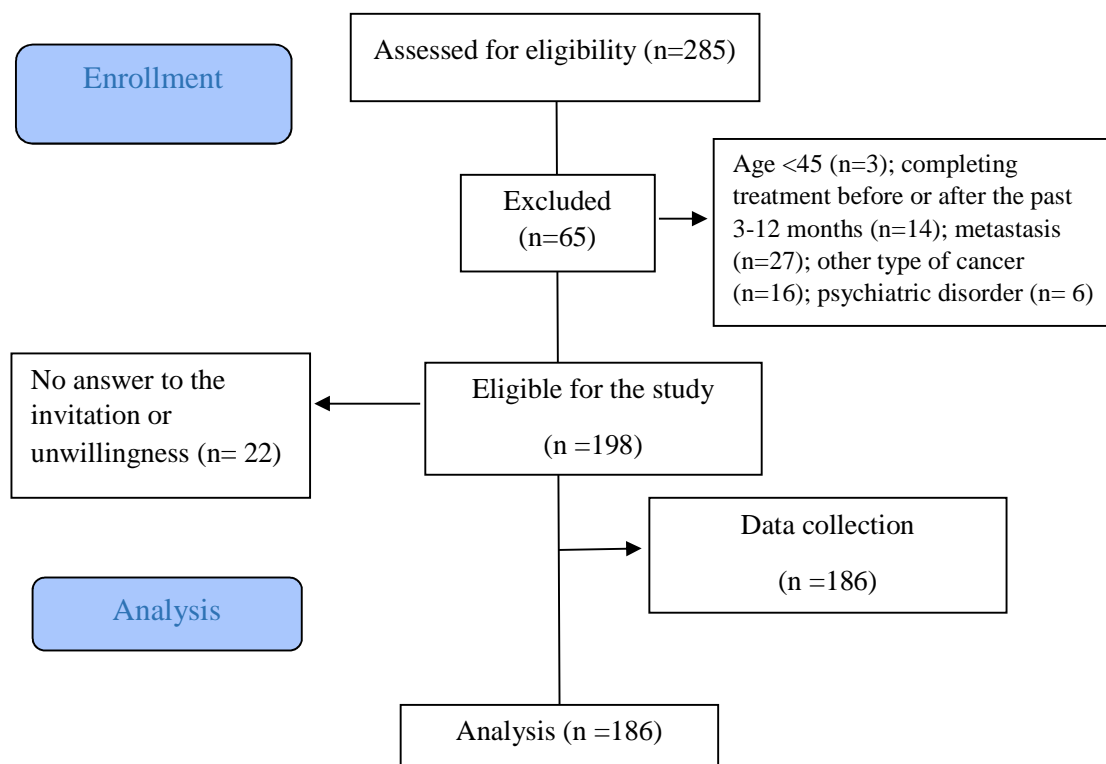 Enrollment
Assessed for eligibility (n=285)
Excluded
(n=65)
Age <45 (n=3); completing
treatment before or after the past
3-12 months (n=14); metastasis
(n=27); other type of cancer
(n=16); psychiatric disorder (n= 6)
No answer to the
invitation or
unwillingness (n= 22)
Eligible for the study
(n =198)
Data collection
(n =186)
Analysis
Analysis (n =186)